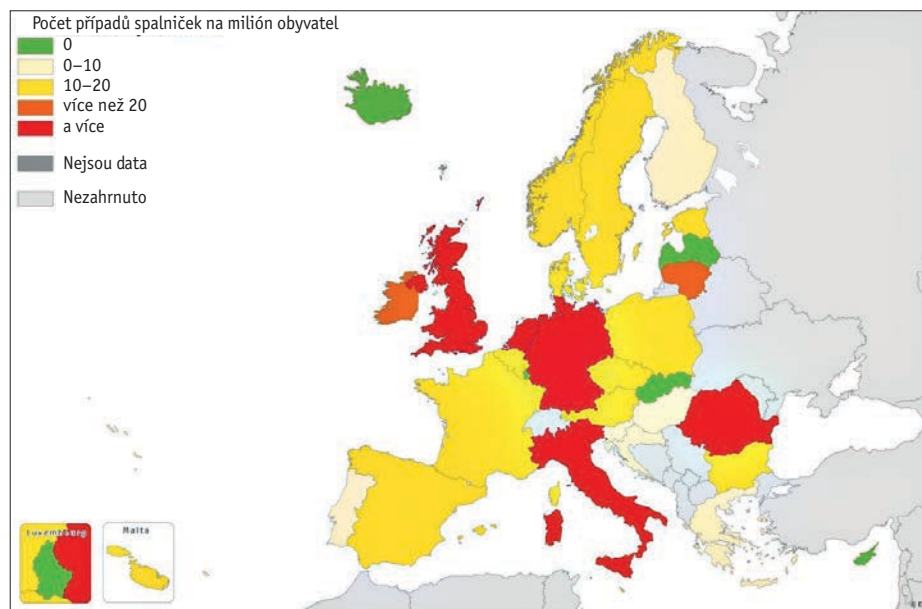 Počet případů spalniček na milión obyvatel
0
0–10
10–20
více než 20
a více
Nejsou data
Nezahrnuto
Luxembourg
Malta